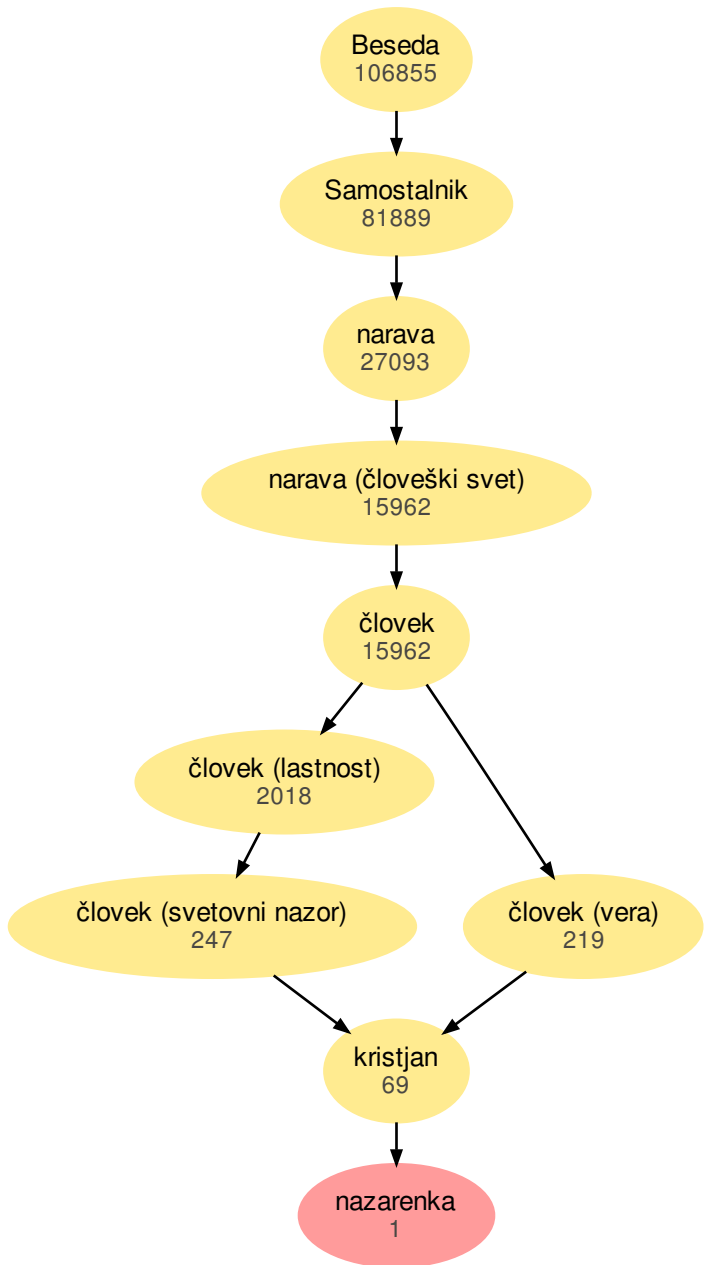 Beseda
106855
Samostalnik
81889
narava
27093
narava (človeški svet)
15962
človek
15962
človek (lastnost)
2018
človek (svetovni nazor)
247
človek (vera)
219
kristjan
69
nazarenka
1